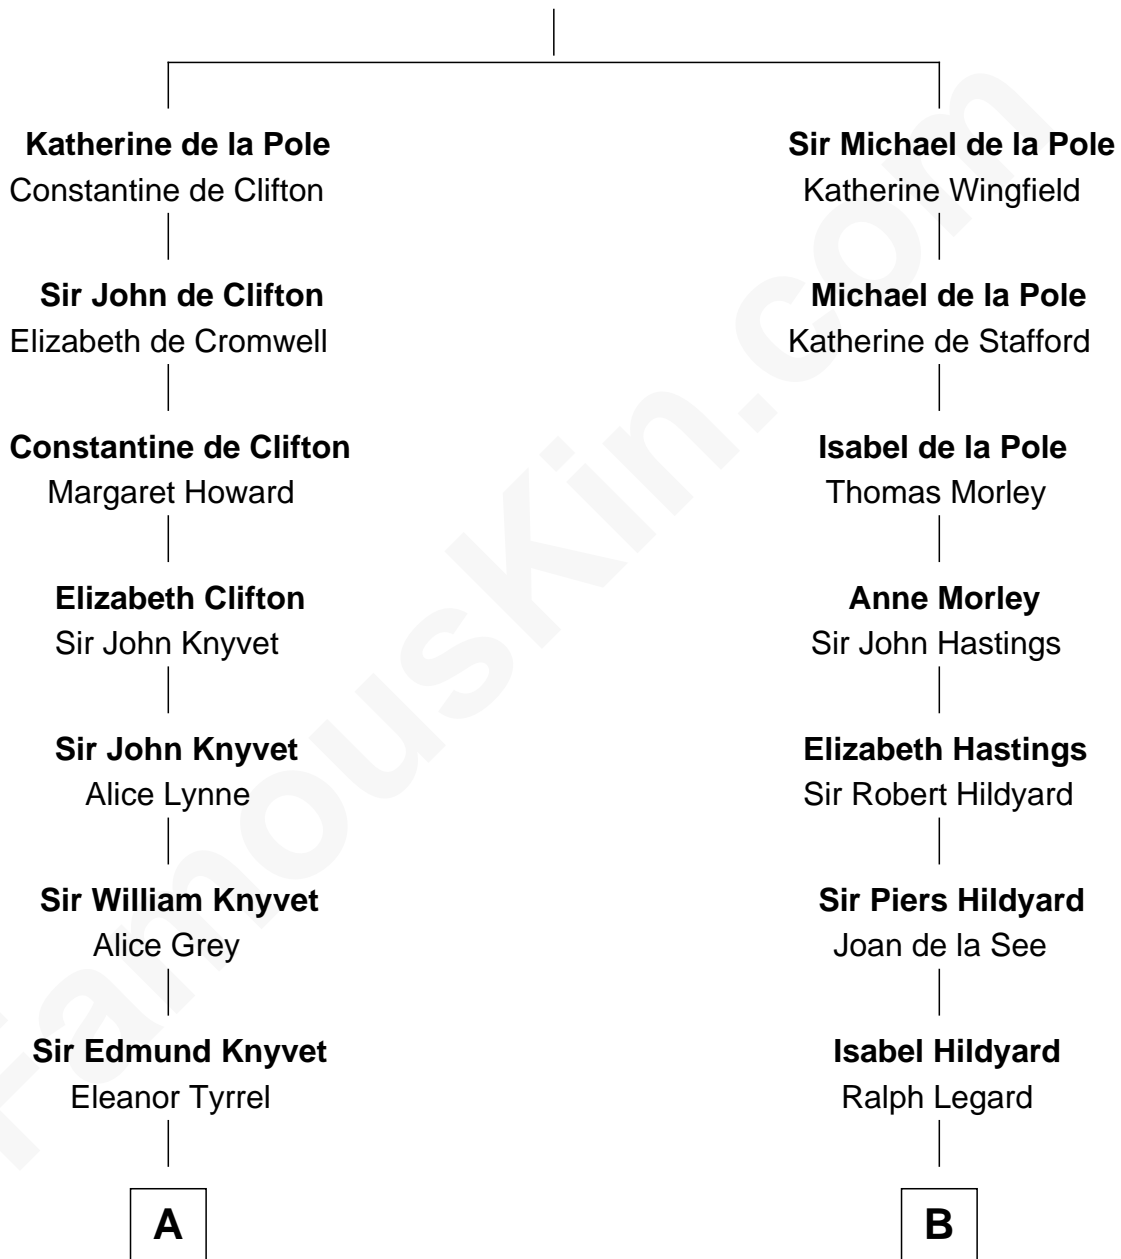 Katherine de la Pole
Constantine de Clifton
Sir John de Clifton
Elizabeth de Cromwell
Constantine de Clifton
Margaret Howard
Elizabeth Clifton
Sir John Knyvet
Sir John Knyvet
Alice Lynne
Sir William Knyvet
Alice Grey
Sir Edmund Knyvet
Eleanor Tyrrel
A
Sir Michael de la Pole
Katherine Wingfield
Michael de la Pole
Katherine de Stafford
Isabel de la Pole
Thomas Morley
Anne Morley
Sir John Hastings
Elizabeth Hastings
Sir Robert Hildyard
Sir Piers Hildyard
Joan de la See
Isabel Hildyard
Ralph Legard
B
FamousKin.com